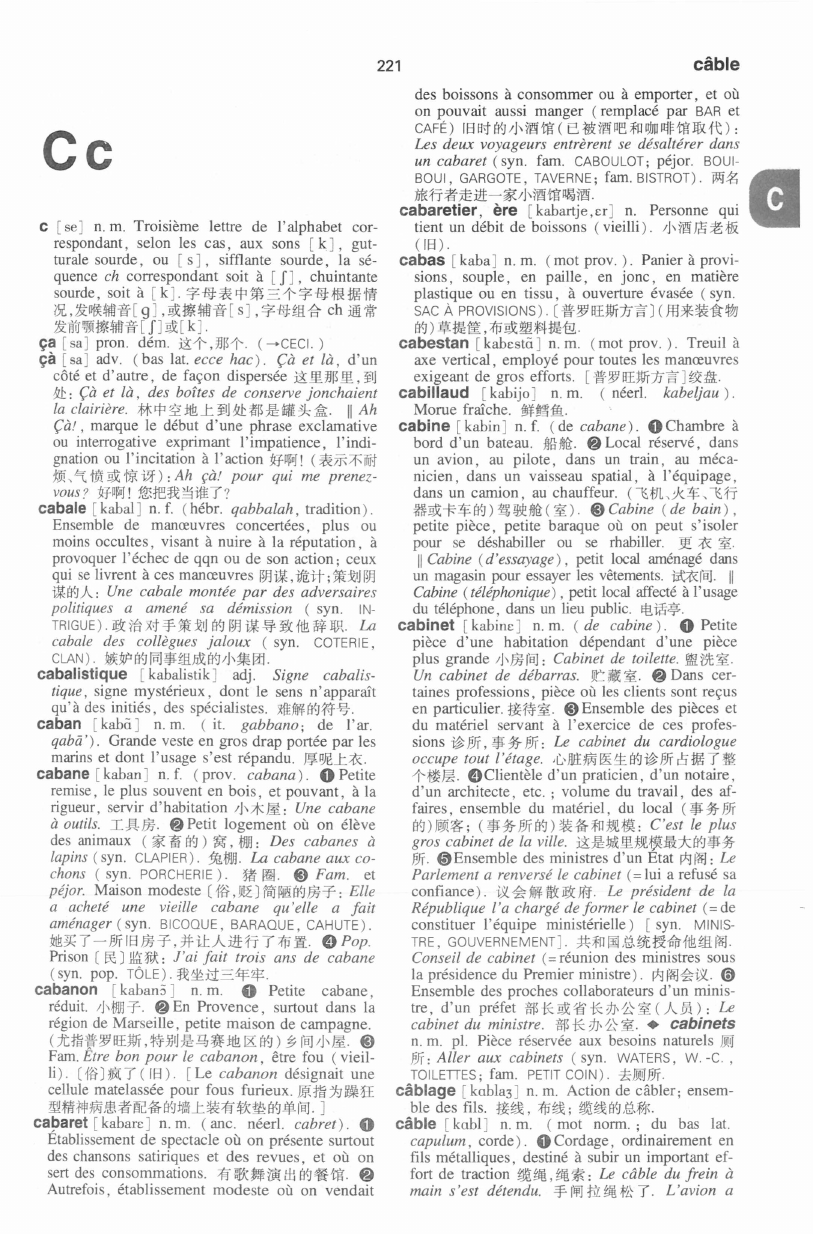 221
câble
Cc
c [se] n. m. Troisième lettre de l'alphabet cor-
respondant, selon les cas, aux sons [k], gut-
turale sourde, ou [s], sifflante sourde, la sé-
quence ch correspondant soit à [ʃ], chuintante
sourde, soit à [k]. 字母表中第三个字母根据情
况,发喉辅音[g],或擦辅音[s],字母组合 ch 通常
发前颚擦辅音[ʃ]或[k].
ça [sa] pron. dém. 这个,那个. (→CECI. )
çà [sa] adv. (bas lat. ecce hac). Çà et là, d'un
côté et d'autre, de façon dispersée 这里那里,到
处: Çà et là, des boîtes de conserve jonchaient
la clairière. 林中空地上到处都是罐头盒. ‖ Ah
Çà!, marque le début d'une phrase exclamative
ou interrogative exprimant l'impatience, l'indi-
gnation ou l'incitation à l'action 好啊! (表示不耐
烦、气愤或惊讶): Ah çà! pour qui me prenez-
vous? 好啊! 您把我当谁了?
cabale [kabal] n. f. (hébr. qabbalah, tradition).
Ensemble de manœuvres concertées, plus ou
moins occultes, visant à nuire à la réputation, à
provoquer l'échec de qqn ou de son action; ceux
qui se livrent à ces manœuvres 阴谋,诡计;策划阴
谋的人: Une cabale montée par des adversaires
politiques a amené sa démission ( syn. IN-
TRIGUE). 政治对手策划的阴谋导致他辞职. La
cabale des collègues jaloux ( syn. COTERIE,
CLAN). 嫉妒的同事组成的小集团.
cabalistique [kabalistik] adj. Signe cabalis-
tique, signe mystérieux, dont le sens n'apparaît
qu'à des initiés, des spécialistes. 难解的符号.
caban [kabɑ̃] n. m. ( it. gabbano; de l'ar.
qabā'). Grande veste en gros drap portée par les
marins et dont l'usage s'est répandu. 厚呢上衣.
cabane [kaban] n. f. (prov. cabana). ❶ Petite
remise, le plus souvent en bois, et pouvant, à la
rigueur, servir d'habitation 小木屋: Une cabane
à outils. 工具房. ❷ Petit logement où on élève
des animaux (家畜的)窝,棚: Des cabanes à
lapins (syn. CLAPIER). 兔棚. La cabane aux co-
chons ( syn. PORCHERIE). 猪圈. ❸ Fam. et
péjor. Maison modeste 〔俗,贬〕简陋的房子: Elle
a acheté une vieille cabane qu'elle a fait
aménager (syn. BICOQUE, BARAQUE, CAHUTE).
她买了一所旧房子,并让人进行了布置. ❹ Pop.
Prison 〔民〕监狱: J'ai fait trois ans de cabane
(syn. pop. TÔLE). 我坐过三年牢.
cabanon [kabanɔ̃] n. m. ❶ Petite cabane,
réduit. 小棚子. ❷ En Provence, surtout dans la
région de Marseille, petite maison de campagne.
(尤指普罗旺斯,特别是马赛地区的)乡间小屋. ❸
Fam. Être bon pour le cabanon, être fou (vieil-
li). 〔俗〕疯了(旧). [Le cabanon désignait une
cellule matelassée pour fous furieux. 原指为躁狂
型精神病患者配备的墙上装有软垫的单间. ]
cabaret [kabarɛ] n. m. (anc. néerl. cabret). ❶
Établissement de spectacle où on présente surtout
des chansons satiriques et des revues, et où on
sert des consommations. 有歌舞演出的餐馆. ❷
Autrefois, établissement modeste où on vendait
des boissons à consommer ou à emporter, et où
on pouvait aussi manger (remplacé par BAR et
CAFÉ) 旧时的小酒馆(已被酒吧和咖啡馆取代):
Les deux voyageurs entrèrent se désaltérer dans
un cabaret (syn. fam. CABOULOT; péjor. BOUI-
BOUI, GARGOTE, TAVERNE; fam. BISTROT). 两名
旅行者走进一家小酒馆喝酒.
C
cabaretier, ère [kabartje,ɛr] n. Personne qui
tient un débit de boissons (vieilli). 小酒店老板
(旧).
cabas [kaba] n. m. (mot prov. ). Panier à provi-
sions, souple, en paille, en jonc, en matière
plastique ou en tissu, à ouverture évasée (syn.
SAC À PROVISIONS). [普罗旺斯方言](用来装食物
的)草提筐,布或塑料提包.
cabestan [kabɛstɑ̃] n. m. (mot prov. ). Treuil à
axe vertical, employé pour toutes les manœuvres
exigeant de gros efforts. [普罗旺斯方言]绞盘.
cabillaud [kabijo] n. m. ( néerl. kabeljau ).
Morue fraîche. 鲜鳕鱼.
cabine [kabin] n. f. (de cabane). ❶ Chambre à
bord d'un bateau. 船舱. ❷ Local réservé, dans
un avion, au pilote, dans un train, au méca-
nicien, dans un vaisseau spatial, à l'équipage,
dans un camion, au chauffeur. (飞机、火车、飞行
器或卡车的)驾驶舱(室). ❸ Cabine (de bain),
petite pièce, petite baraque où on peut s'isoler
pour se déshabiller ou se rhabiller. 更衣室.
‖ Cabine (d'essayage), petit local aménagé dans
un magasin pour essayer les vêtements. 试衣间. ‖
Cabine (téléphonique), petit local affecté à l'usage
du téléphone, dans un lieu public. 电话亭.
cabinet [kabinɛ] n. m. ( de cabine). ❶ Petite
pièce d'une habitation dépendant d'une pièce
plus grande 小房间: Cabinet de toilette. 盥洗室.
Un cabinet de débarras. 贮藏室. ❷ Dans cer-
taines professions, pièce où les clients sont reçus
en particulier. 接待室. ❸ Ensemble des pièces et
du matériel servant à l'exercice de ces profes-
sions 诊所,事务所: Le cabinet du cardiologue
occupe tout l'étage. 心脏病医生的诊所占据了整
个楼层. ❹ Clientèle d'un praticien, d'un notaire,
d'un architecte, etc. ; volume du travail, des af-
faires, ensemble du matériel, du local (事务所
的)顾客; (事务所的)装备和规模: C'est le plus
gros cabinet de la ville. 这是城里规模最大的事务
所. ❺ Ensemble des ministres d'un État 内阁: Le
Parlement a renversé le cabinet (= lui a refusé sa
confiance). 议会解散政府. Le président de la
République l'a chargé de former le cabinet (= de
constituer l'équipe ministérielle) [ syn. MINIS-
TRE, GOUVERNEMENT]. 共和国总统授命他组阁.
Conseil de cabinet (= réunion des ministres sous
la présidence du Premier ministre). 内阁会议. ❻
Ensemble des proches collaborateurs d'un minis-
tre, d'un préfet 部长或省长办公室(人员): Le
cabinet du ministre. 部长办公室. ◆ cabinets
n. m. pl. Pièce réservée aux besoins naturels 厕
所: Aller aux cabinets ( syn. WATERS, W. -C. ,
TOILETTES; fam. PETIT COIN). 去厕所.
câblage [kɑblaʒ] n. m. Action de câbler; ensem-
ble des fils. 接线, 布线; 缆线的总称.
câble [kɑbl] n. m. ( mot norm. ; du bas lat.
capulum, corde). ❶ Cordage, ordinairement en
fils métalliques, destiné à subir un important ef-
fort de traction 缆绳,绳索: Le câble du frein à
main s'est détendu. 手闸拉绳松了. L'avion a